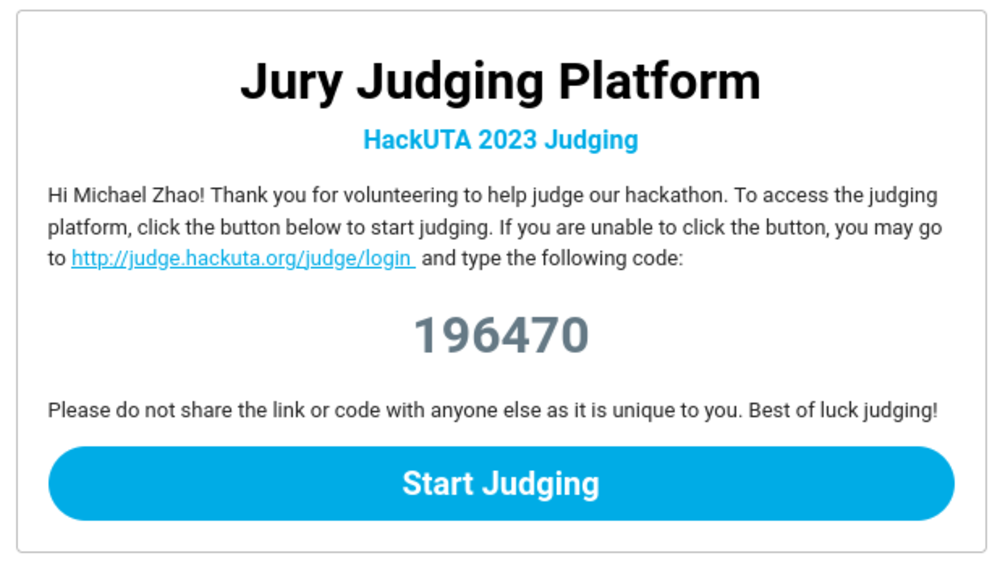 Jury Judging Platform
HackUTA 2023 Judging
Hi Michael Zhao! Thank you for volunteering to help judge our hackathon. To access the judging
platform, click the button below to start judging. If you are unable to click the button, you may go
to http://judge.hackuta.org/judge/login and type the following code:
196470
Please do not share the link or code with anyone else as it is unique to you. Best of luck judging!
Start Judging